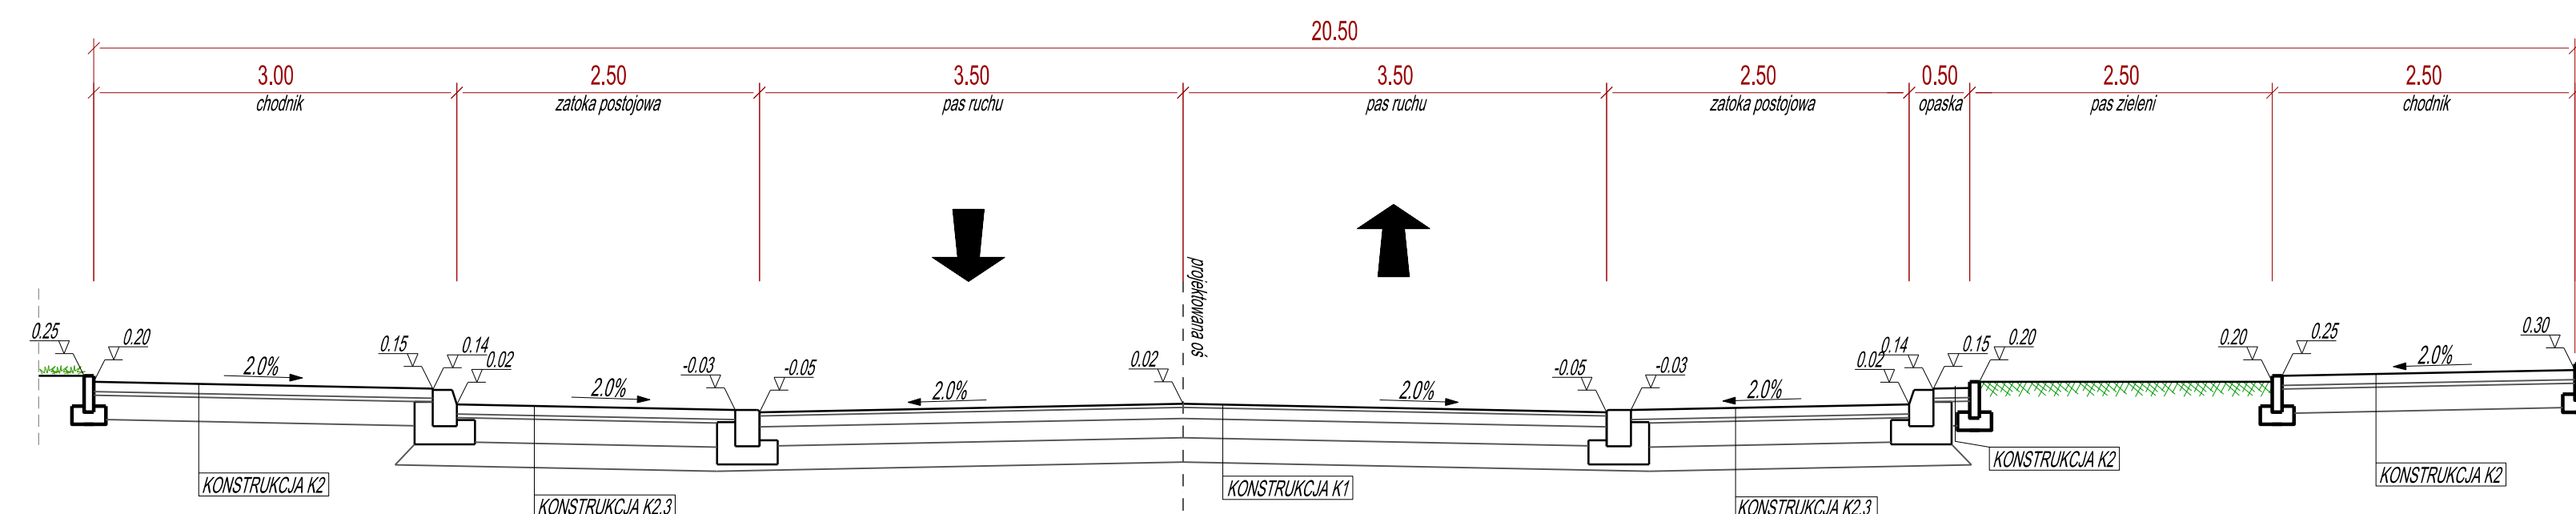 20.50
3.00 2.50 3.50 3.50 2.50 0.50 2.50 2.50
chodnik zatoka postojowa pas ruchu pas ruchu zatoka postojowa opaska pas zieleni chodnik
projektowana oś
0.25 0.20 0.15 0.14 0.02 -0.03 -0.05 0.02 -0.05 -0.03 0.02 0.14 0.15 0.20 0.20 0.25 0.30
2.0% 2.0% 2.0% 2.0% 2.0% 2.0%
KONSTRUKCJA K2 KONSTRUKCJA K2.3 KONSTRUKCJA K1 KONSTRUKCJA K2.3 KONSTRUKCJA K2 KONSTRUKCJA K2